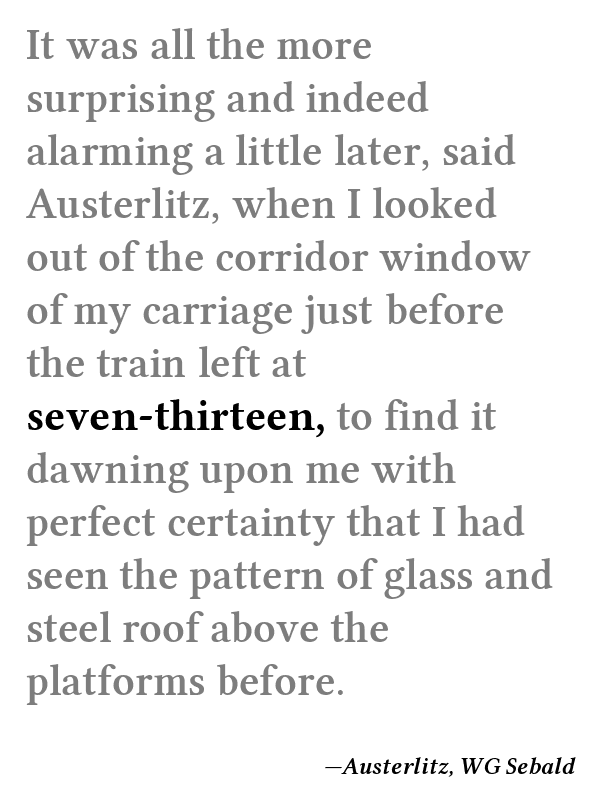 It was all the more
surprising and indeed
alarming a little later, said
Austerlitz, when I looked
out of the corridor window
of my carriage just before
the train left at
seven-thirteen, to find it
dawning upon me with
perfect certainty that I had
seen the pattern of glass and
steel roof above the
platforms before.
—Austerlitz, WG Sebald